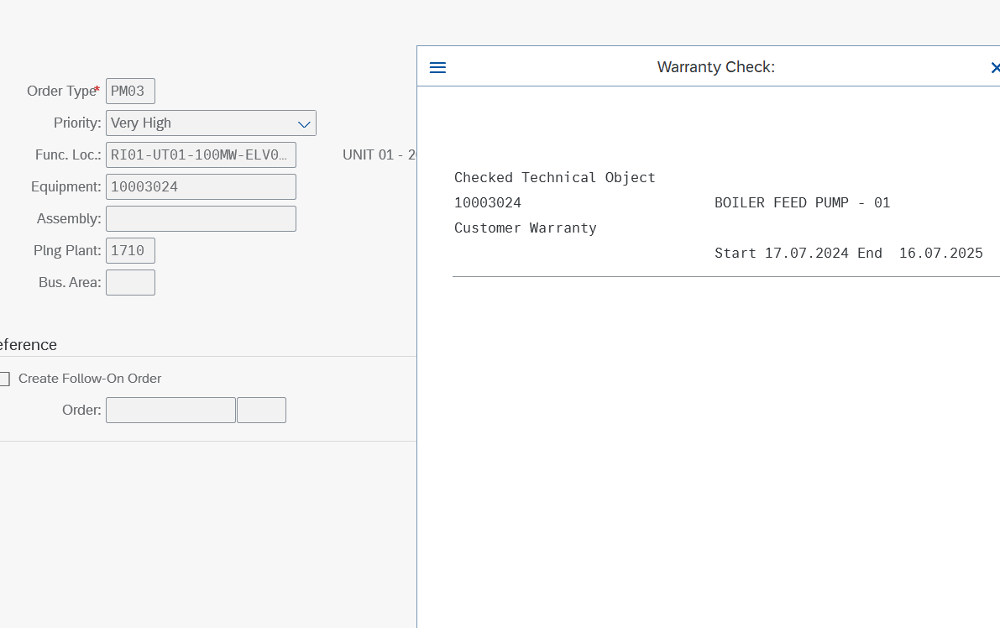 Warranty Check:
Order Type* PM03
Priority: Very High
Func. Loc.: RI01-UT01-100MW-ELV0… UNIT 01 -
Equipment: 10003024
Assembly:
Plng Plant: 1710
Bus. Area:
eference
Create Follow-On Order
Order:
Checked Technical Object
10003024 BOILER FEED PUMP - 01
Customer Warranty
Start 17.07.2024 End 16.07.2025